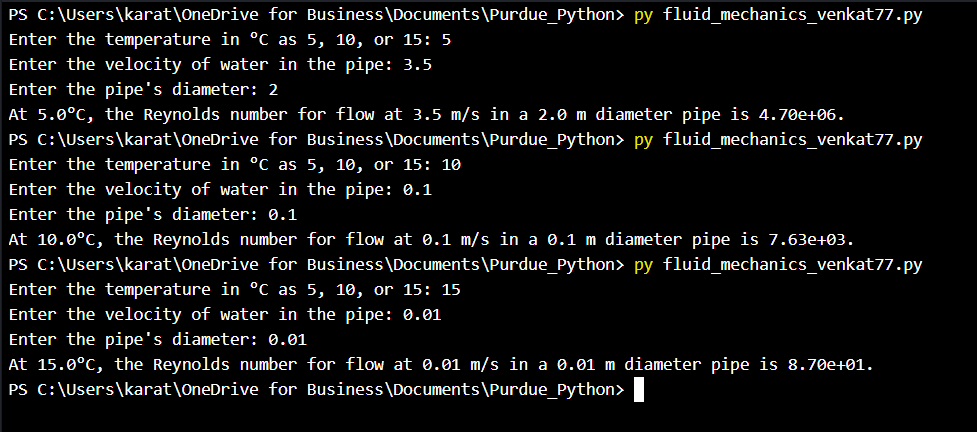 PS C:\Users\karat\OneDrive for Business\Documents\Purdue_Python> py fluid_mechanics_venkat77.py
Enter the temperature in °C as 5, 10, or 15: 5
Enter the velocity of water in the pipe: 3.5
Enter the pipe's diameter: 2
At 5.0°C, the Reynolds number for flow at 3.5 m/s in a 2.0 m diameter pipe is 4.70e+06.
PS C:\Users\karat\OneDrive for Business\Documents\Purdue_Python> py fluid_mechanics_venkat77.py
Enter the temperature in °C as 5, 10, or 15: 10
Enter the velocity of water in the pipe: 0.1
Enter the pipe's diameter: 0.1
At 10.0°C, the Reynolds number for flow at 0.1 m/s in a 0.1 m diameter pipe is 7.63e+03.
PS C:\Users\karat\OneDrive for Business\Documents\Purdue_Python> py fluid_mechanics_venkat77.py
Enter the temperature in °C as 5, 10, or 15: 15
Enter the velocity of water in the pipe: 0.01
Enter the pipe's diameter: 0.01
At 15.0°C, the Reynolds number for flow at 0.01 m/s in a 0.01 m diameter pipe is 8.70e+01.
PS C:\Users\karat\OneDrive for Business\Documents\Purdue_Python>